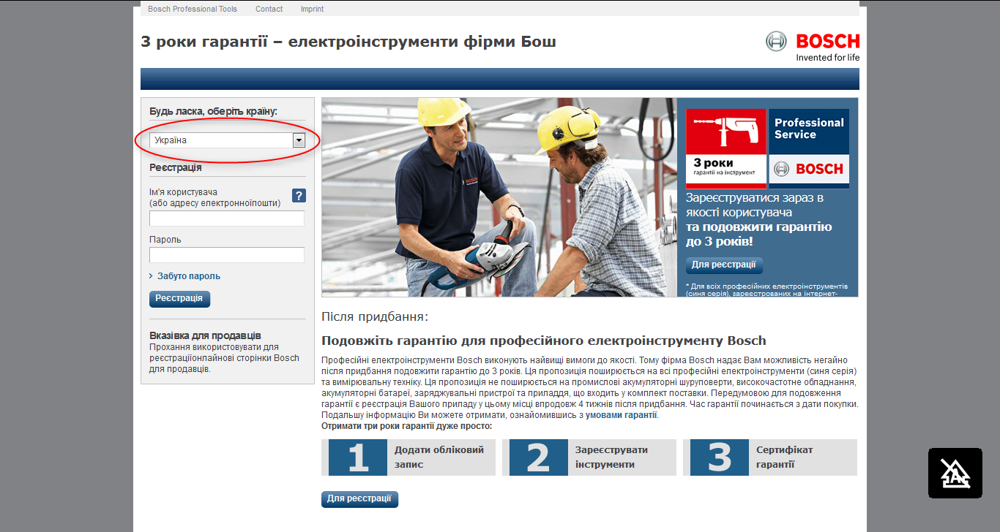 Bosch Professional Tools Contact Imprint
3 роки гарантії – електроінструменти фірми Бош
BOSCH
Invented for life
Будь ласка, оберіть країну:
Україна
Реєстрація
Ім'я користувача
(або адресу електронноїпошти)
?
Пароль
Забуто пароль
Реєстрація
Вказівка для продавців
Прохання використовувати для
реєстраціїонлайнові сторінки Bosch
для продавців.
BOSCH
Professional
Service
3 роки
гарантії на інструмент
BOSCH
Зареєструватися зараз в
якості користувача
та подовжити гарантію
до 3 років!
Для реєстрації
* Для всіх професійних електроінструментів
(синя серія), зареєстрованих на інтернет-
Після придбання:
Подовжіть гарантію для професійного електроінструменту Bosch
Професійні електроінструменти Bosch виконують найвищі вимоги до якості. Тому фірма Bosch надає Вам можливість негайно
після придбання подовжити гарантію до 3 років. Ця пропозиція поширюється на всі професійні електроінструменти (синя серія)
та вимірювальну техніку. Ця пропозиція не поширюється на промислові акумуляторні шуруповерти, високочастотне обладнання,
акумуляторні батареї, заряджувальні пристрої та приладдя, що входить у комплект поставки. Передумовою для подовження
гарантії є реєстрація Вашого приладу у цьому місці впродовж 4 тижнів після придбання. Час гарантії починається з дати покупки.
Подальшу інформацію Ви можете отримати, ознайомившись з умовами гарантії.
Отримати три роки гарантії дуже просто:
1 Додати обліковий
запис
2 Зареєструвати
інструменти
3 Сертифікат
гарантії
Для реєстрації